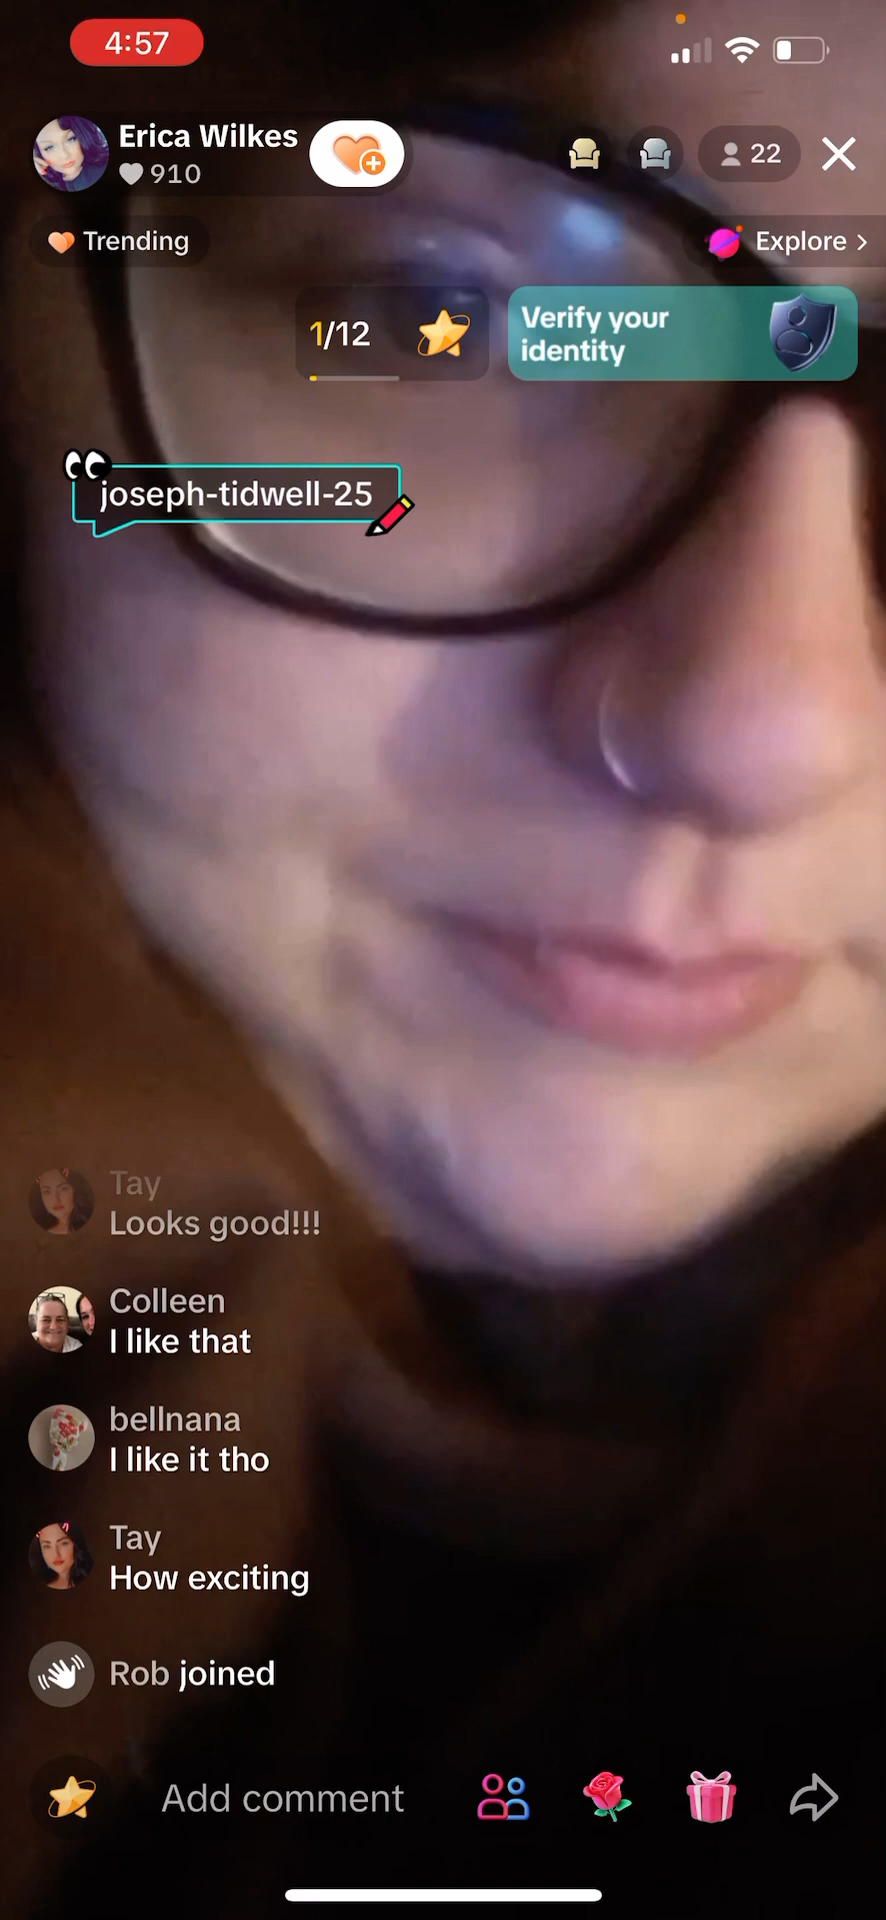 4:57
Erica Wilkes
910
22
Trending
Explore >
1/12
Verify your
identity
joseph-tidwell-25
Tay
Looks good!!!
Colleen
I like that
bellnana
I like it tho
Tay
How exciting
Rob joined
Add comment